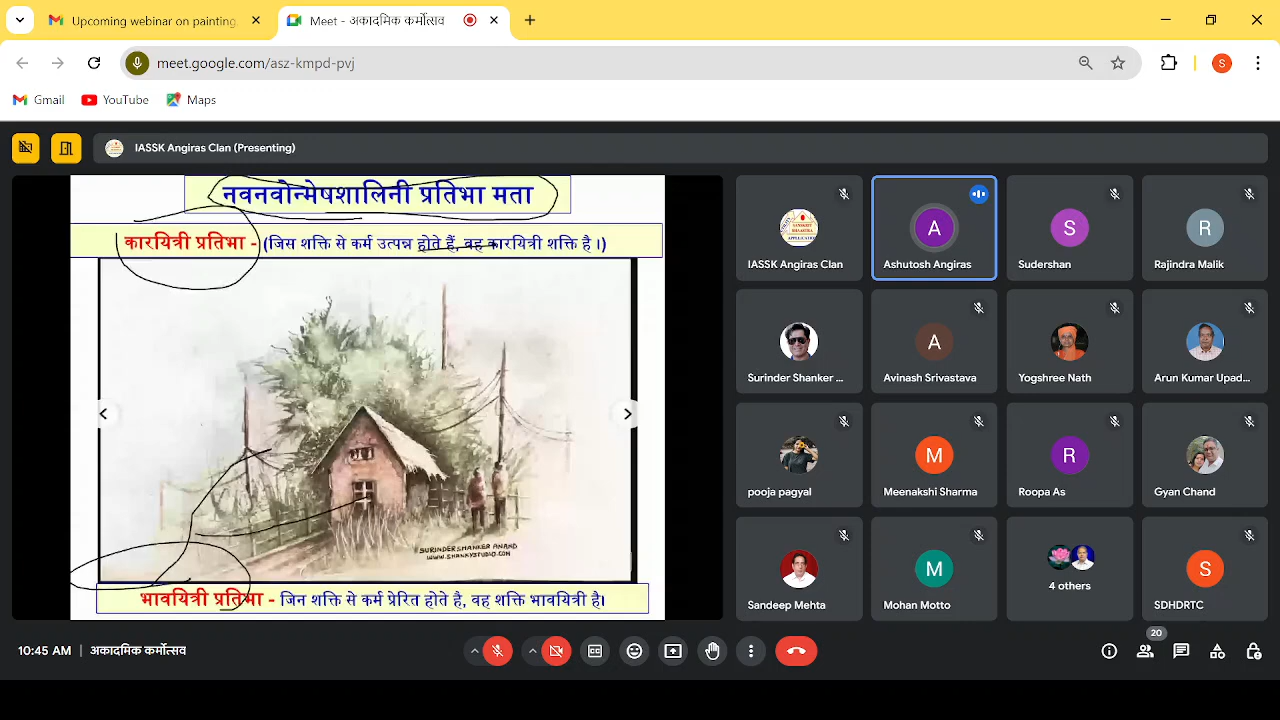 Upcoming webinar on painting,
Meet - अकादमिक कर्मोत्सव
meet.google.com/asz-kmpd-pvj
S
Gmail
YouTube
Maps
IASSK Angiras Clan (Presenting)
नवनवोन्मेषशालिनी प्रतिभा मता
कारयित्री प्रतिभा - (जिस शक्ति से कर्म उत्पन्न होते हैं, वह कारयित्री शक्ति है।)
SURINDER SHANKER ANAND
WWW.SHANKYSTUDIO.COM
भावयित्री प्रतिभा - जिन शक्ति से कर्म प्रेरित होते है, वह शक्ति भावयित्री है।
IASSK Angiras Clan
A
Ashutosh Angiras
S
Sudershan
R
Rajindra Malik
Surinder Shanker ...
A
Avinash Srivastava
Yogshree Nath
Arun Kumar Upad...
pooja pagyal
M
Meenakshi Sharma
R
Roopa As
Gyan Chand
Sandeep Mehta
M
Mohan Motto
4 others
S
SDHDRTC
10:45 AM | अकादमिक कर्मोत्सव
20